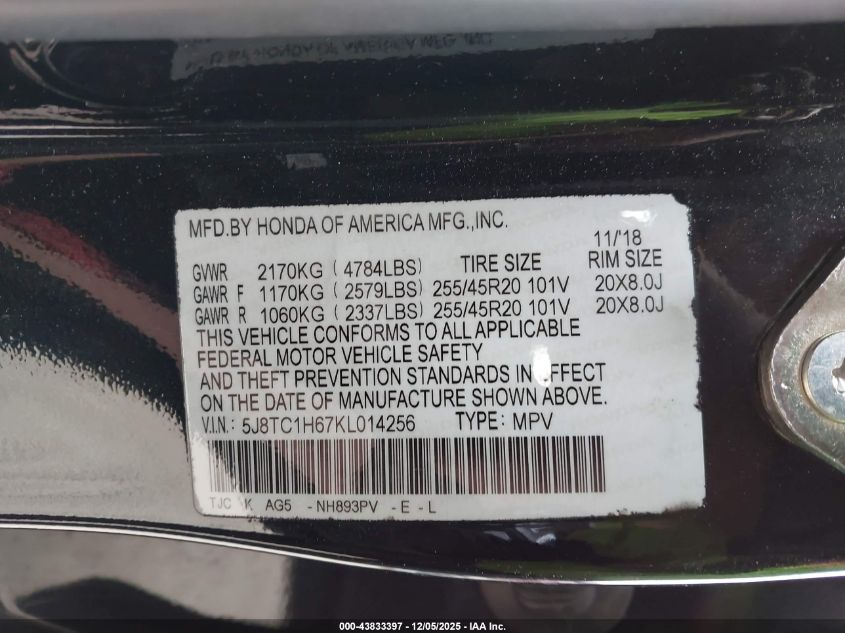 MFD.BY HONDA OF AMERICA MFG.,INC.
11/'18
GVWR 2170KG ( 4784LBS) TIRE SIZE RIM SIZE
GAWR F 1170KG ( 2579LBS) 255/45R20 101V 20X8.0J
GAWR R 1060KG ( 2337LBS) 255/45R20 101V 20X8.0J
THIS VEHICLE CONFORMS TO ALL APPLICABLE
FEDERAL MOTOR VEHICLE SAFETY
AND THEFT PREVENTION STANDARDS IN EFFECT
ON THE DATE OF MANUFACTURE SHOWN ABOVE.
V.I.N: 5J8TC1H67KL014256 TYPE: MPV
TJC K AG5 -NH893PV - E - L
000-43833397 - 12/05/2025 - IAA Inc.